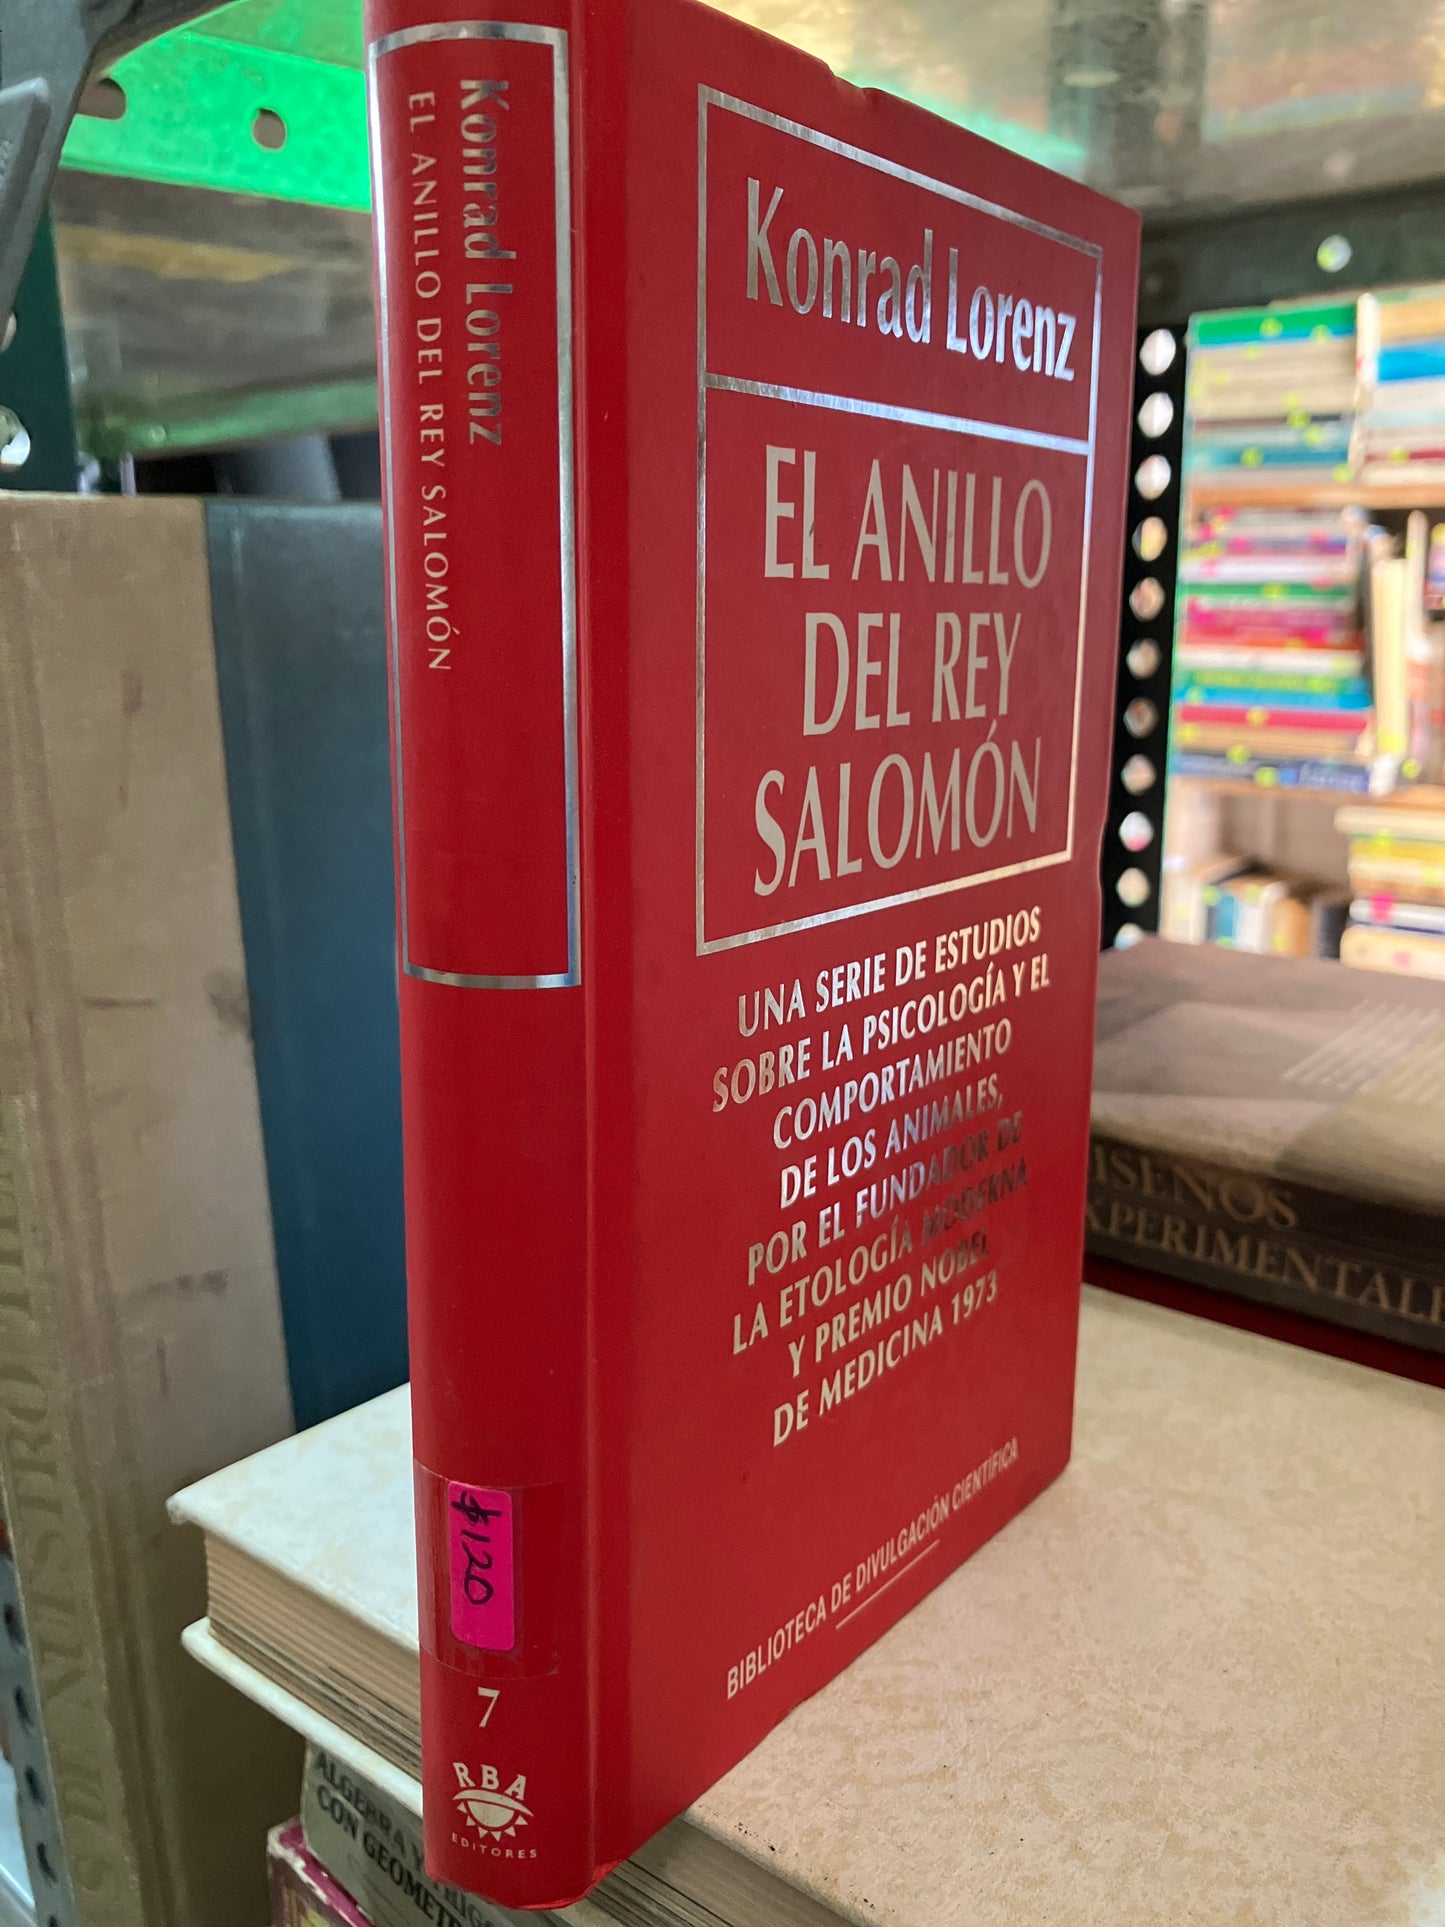 Konrad Lorenz
EL ANILLO DEL REY SALOMÓN
$120
7
RBA
EDITORES
Konrad Lorenz
EL ANILLO
DEL REY
SALOMÓN
UNA SERIE DE ESTUDIOS
SOBRE LA PSICOLOGÍA Y EL
COMPORTAMIENTO
DE LOS ANIMALES,
POR EL FUNDADOR DE
LA ETOLOGÍA MODERNA
Y PREMIO NOBEL
DE MEDICINA 1973
BIBLIOTECA DE DIVULGACIÓN CIENTÍFICA
ALGEBRA Y
CON